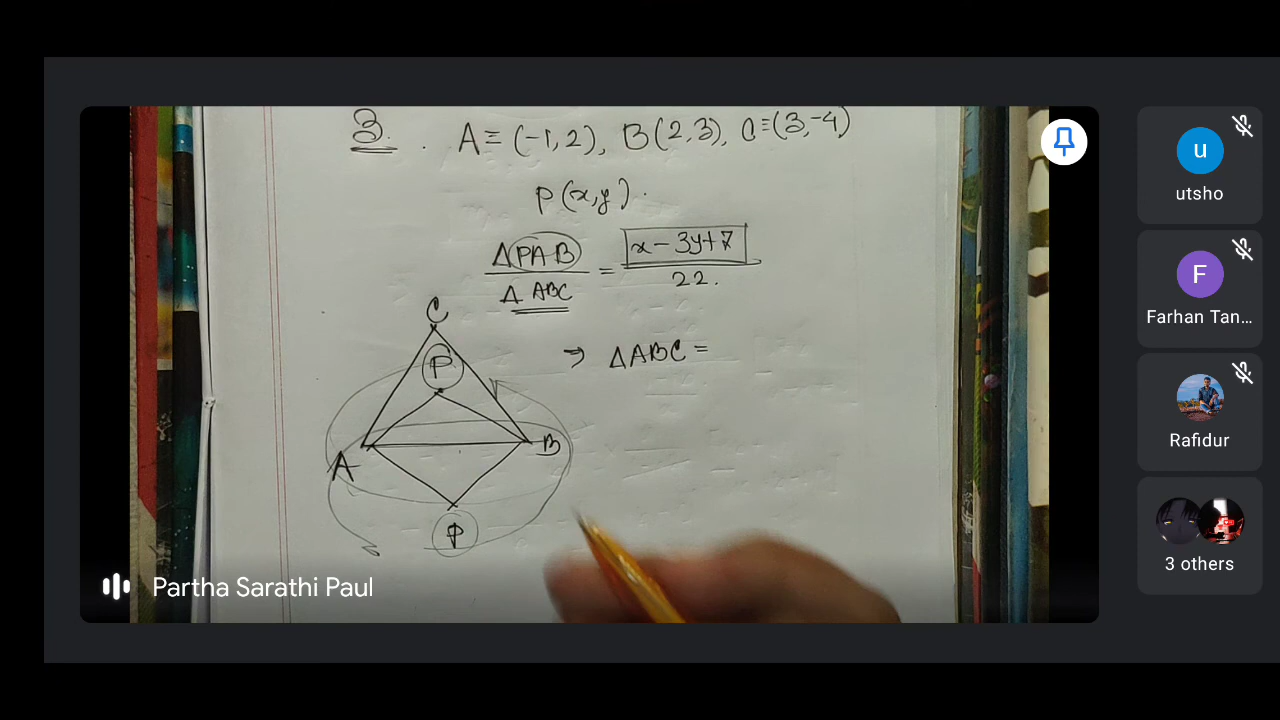 3. A≡(-1,2), B(2,3), C≡(3,-4)
P(x,y).
ΔPAB/ΔABC = x-3y+7/22.
⇒ ΔABC =
C
P
A
B
P
Partha Sarathi Paul
utsho
F
Farhan Tan...
Rafidur
3 others
u